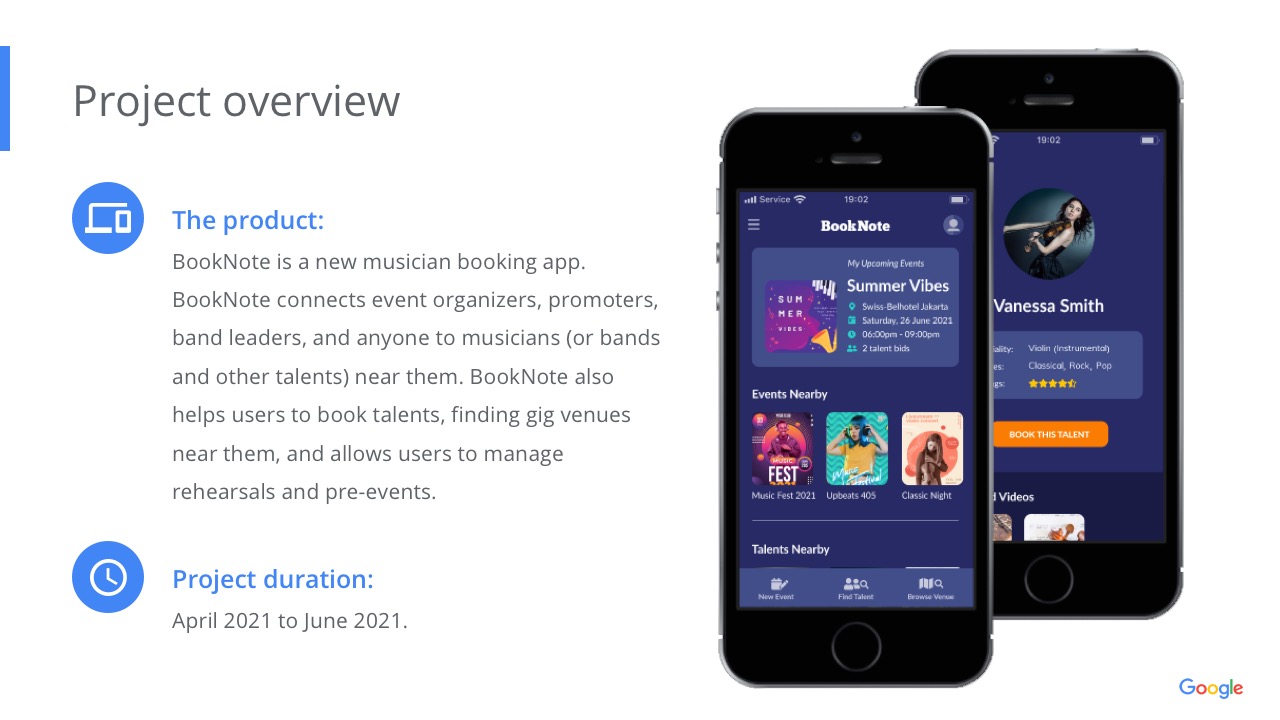 Project overview
The product:
BookNote is a new musician booking app.
BookNote connects event organizers, promoters,
band leaders, and anyone to musicians (or bands
and other talents) near them. BookNote also
helps users to book talents, finding gig venues
near them, and allows users to manage
rehearsals and pre-events.
Project duration:
April 2021 to June 2021.
Service 19:02
BookNote
My Upcoming Events
SUM
MER
VIBES
Summer Vibes
Swiss-Belhotel Jakarta
Saturday, 26 June 2021
06:00pm - 09:00pm
2 talent bids
Events Nearby
MUSIC
FEST
Music Fest 2021 Upbeats 405 Classic Night
Talents Nearby
New Event Find Talent Browse Venue
19:02
Vanessa Smith
iality: Violin (Instrumental)
es: Classical, Rock, Pop
gs:
BOOK THIS TALENT
d Videos
Google